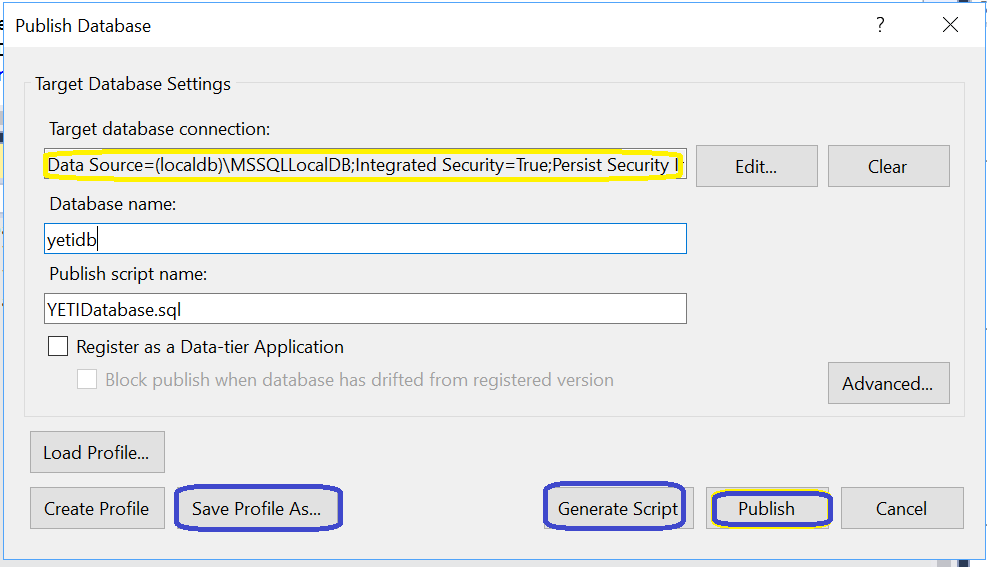 Publish Database
?
Target Database Settings
Target database connection:
Data Source=(localdb)\MSSQLLocalDB;Integrated Security=True;Persist Security I
Edit...
Clear
Database name:
yetidb
Publish script name:
YETIDatabase.sql
Register as a Data-tier Application
Block publish when database has drifted from registered version
Advanced...
Load Profile...
Create Profile
Save Profile As...
Generate Script
Publish
Cancel